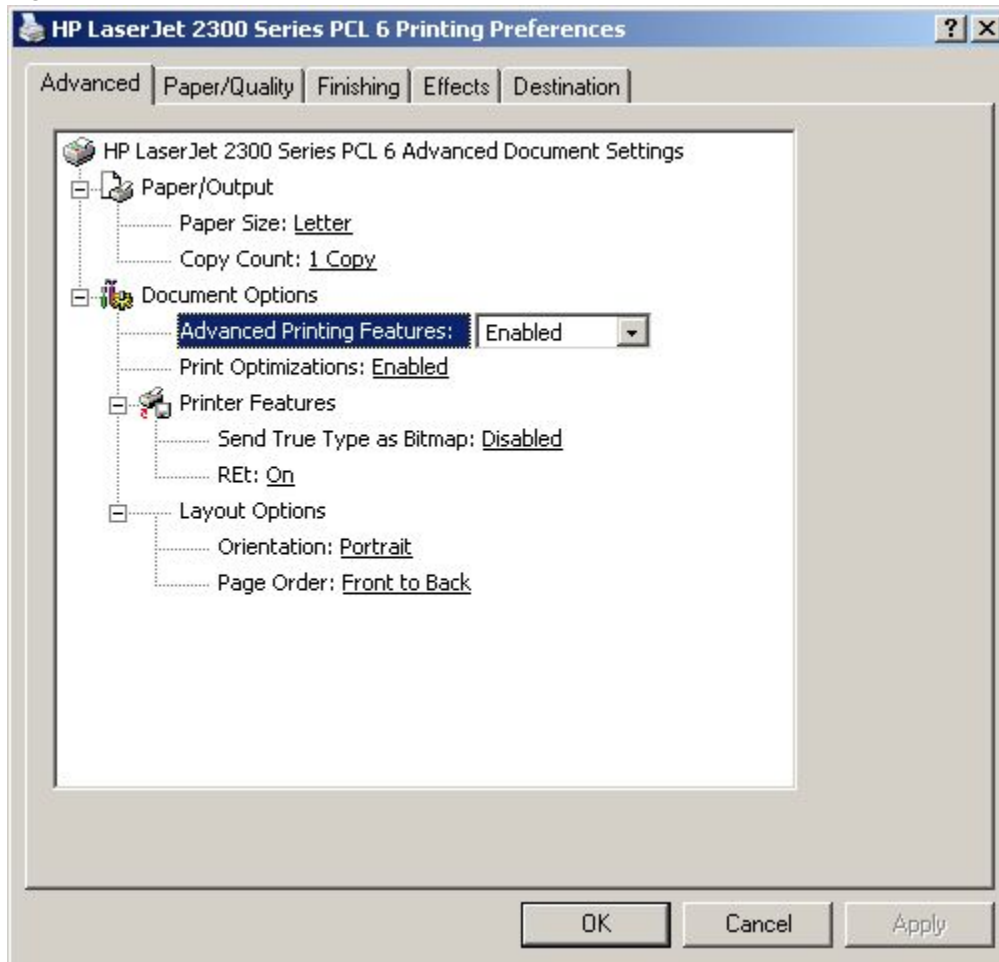 HP LaserJet 2300 Series PCL 6 Printing Preferences
Advanced Paper/Quality Finishing Effects Destination
HP LaserJet 2300 Series PCL 6 Advanced Document Settings
Paper/Output
Paper Size: Letter
Copy Count: 1 Copy
Document Options
Advanced Printing Features: Enabled
Print Optimizations: Enabled
Printer Features
Send True Type as Bitmap: Disabled
REt: On
Layout Options
Orientation: Portrait
Page Order: Front to Back
OK Cancel Apply